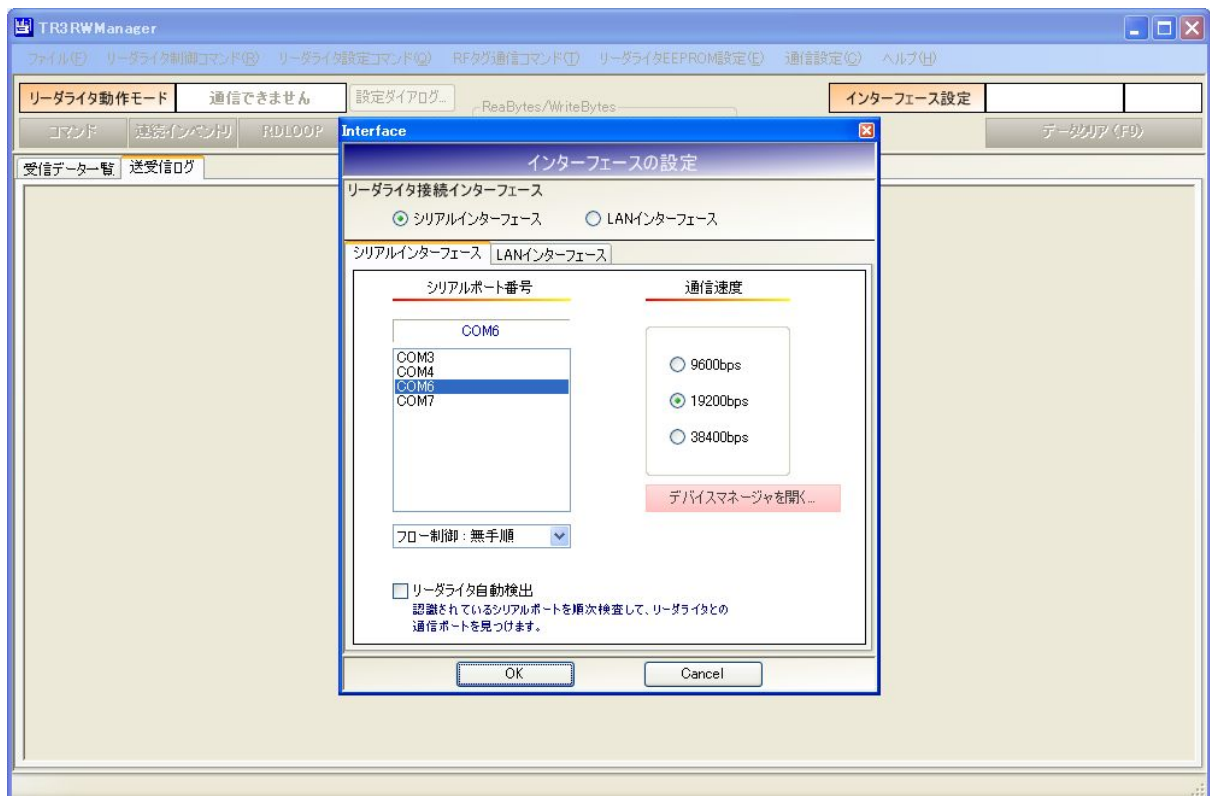 TR3RWManager
ファイル(F) リーダライタ制御コマンド(R) リーダライタ設定コマンド(Q) RFタグ通信コマンド(T) リーダライタEEPROM設定(E) 通信設定(C) ヘルプ(H)
リーダライタ動作モード 通信できません 設定ダイアログ... ReaBytes/WriteBytes インターフェース設定
コマンド 連続インベントリ RDLOOP データクリア (F9)
受信データ一覧 送受信ログ
Interface
インターフェースの設定
リーダライタ接続インターフェース
シリアルインターフェース LANインターフェース
シリアルインターフェース LANインターフェース
シリアルポート番号 通信速度
COM6
COM3
COM4
COM6
COM7
9600bps
19200bps
38400bps
デバイスマネージャを開く...
フロー制御 : 無手順
リーダライタ自動検出
認識されているシリアルポートを順次検査して、リーダライタとの
通信ポートを見つけます。
OK Cancel